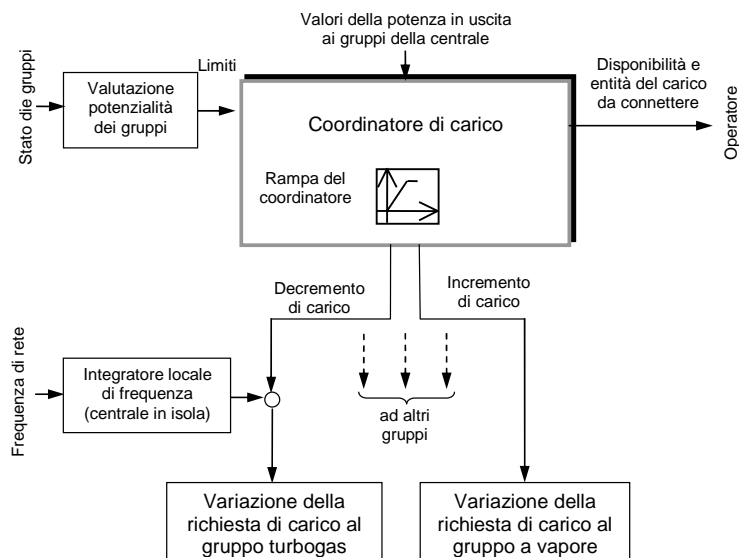 Valori della potenza in uscita
ai gruppi della centrale
Stato die gruppi
Valutazione
potenzialità
dei gruppi
Limiti
Coordinatore di carico
Rampa del
coordinatore
Disponibilità e
entità del carico
da connettere
Operatore
Decremento
di carico
Incremento
di carico
Frequenza di rete
Integratore locale
di frequenza
(centrale in isola)
ad altri
gruppi
Variazione della
richiesta di carico al
gruppo turbogas
Variazione della
richiesta di carico al
gruppo a vapore